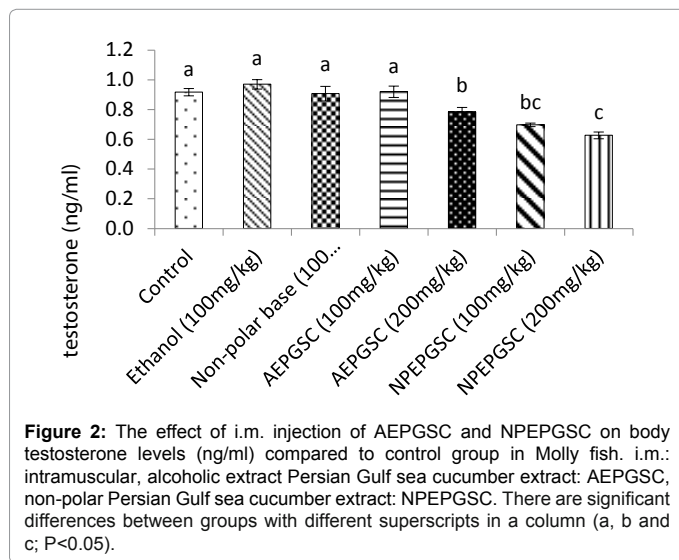 1.2
1.0
0.8
0.6
0.4
0.2
0.0
testosterone (ng/ml)
a
a
a
a
b
bc
c
Control
Ethanol (100mg/kg)
Non-polar base (100...
AEPGSC (100mg/kg)
AEPGSC (200mg/kg)
NPEPGSC (100mg/kg)
NPEPGSC (200mg/kg)
Figure 2: The effect of i.m. injection of AEPGSC and NPEPGSC on body
testosterone levels (ng/ml) compared to control group in Molly fish. i.m.:
intramuscular, alcoholic extract Persian Gulf sea cucumber extract: AEPGSC,
non-polar Persian Gulf sea cucumber extract: NPEPGSC. There are significant
differences between groups with different superscripts in a column (a, b and
c; P<0.05).